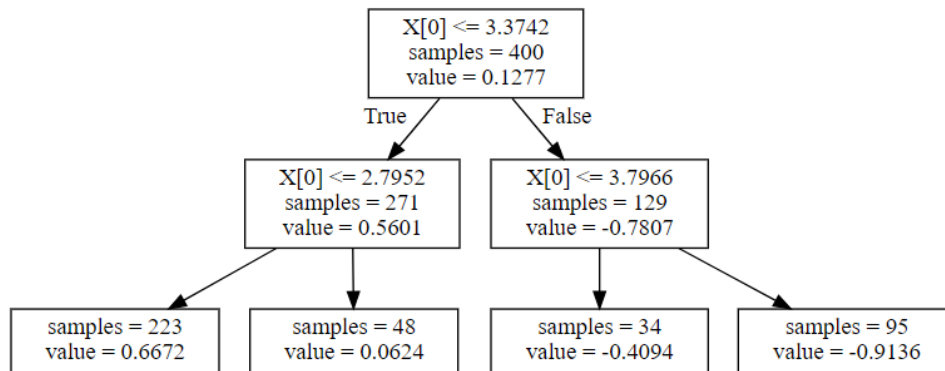 X[0] <= 3.3742
samples = 400
value = 0.1277
True
False
X[0] <= 2.7952
samples = 271
value = 0.5601
X[0] <= 3.7966
samples = 129
value = -0.7807
samples = 223
value = 0.6672
samples = 48
value = 0.0624
samples = 34
value = -0.4094
samples = 95
value = -0.9136